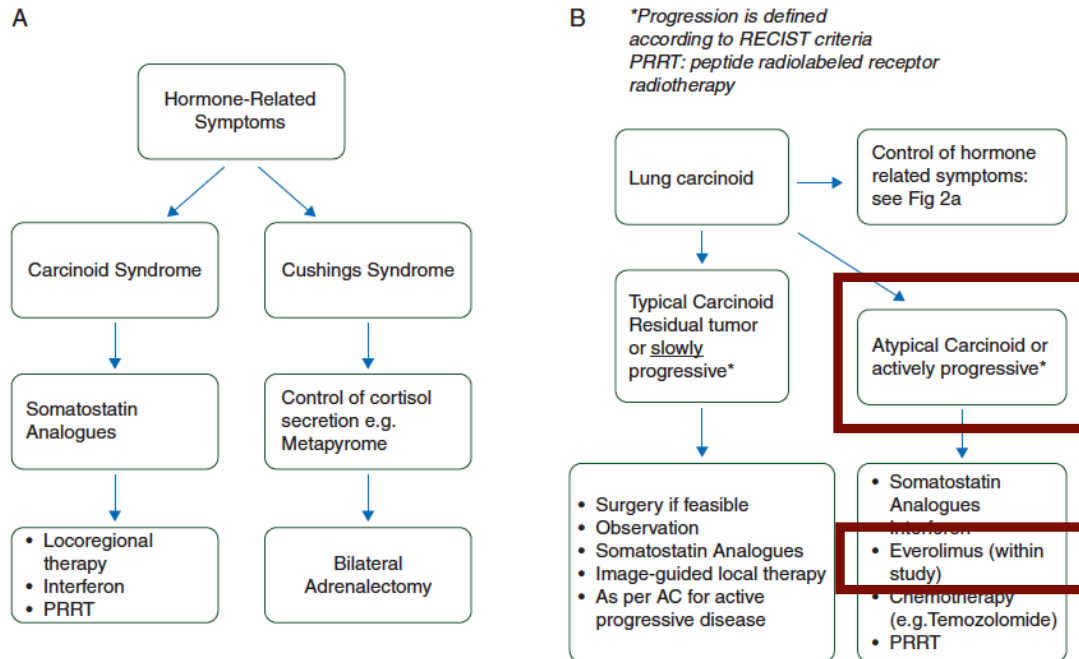 A
Hormone-Related
Symptoms
Carcinoid Syndrome
Cushings Syndrome
Somatostatin
Analogues
Control of cortisol
secretion e.g.
Metapyrome
• Locoregional
therapy
• Interferon
• PRRT
Bilateral
Adrenalectomy
B
*Progression is defined
according to RECIST criteria
PRRT: peptide radiolabeled receptor
radiotherapy
Lung carcinoid
Control of hormone
related symptoms:
see Fig 2a
Typical Carcinoid
Residual tumor
or slowly
progressive*
Atypical Carcinoid or
actively progressive*
• Surgery if feasible
• Observation
• Somatostatin Analogues
• Image-guided local therapy
• As per AC for active
progressive disease
• Somatostatin
Analogues
Interferon
• Everolimus (within
study)
• Chemotherapy
(e.g.Temozolomide)
• PRRT